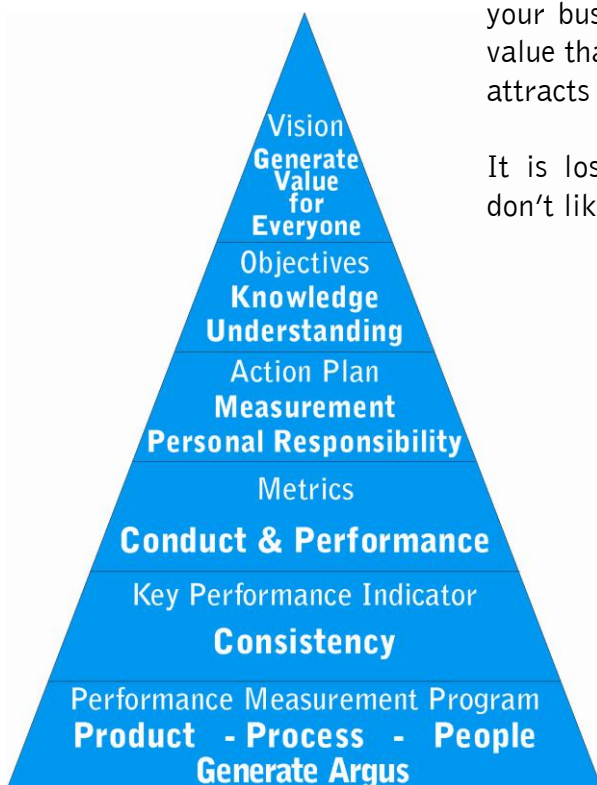 your bus
value tha
attracts
It is los
don't lik
Vision
Generate
Value
for
Everyone
Objectives
Knowledge
Understanding
Action Plan
Measurement
Personal Responsibility
Metrics
Conduct & Performance
Key Performance Indicator
Consistency
Performance Measurement Program
Product - Process - People
Generate Argus